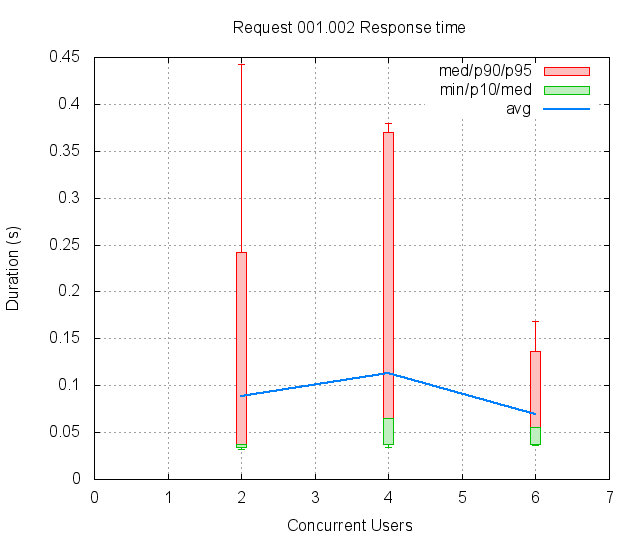 Request 001.002 Response time
0.45
0.4
0.35
0.3
0.25
0.2
0.15
0.1
0.05
0
med/p90/p95
min/p10/med
avg
Duration (s)
0 1 2 3 4 5 6 7
Concurrent Users